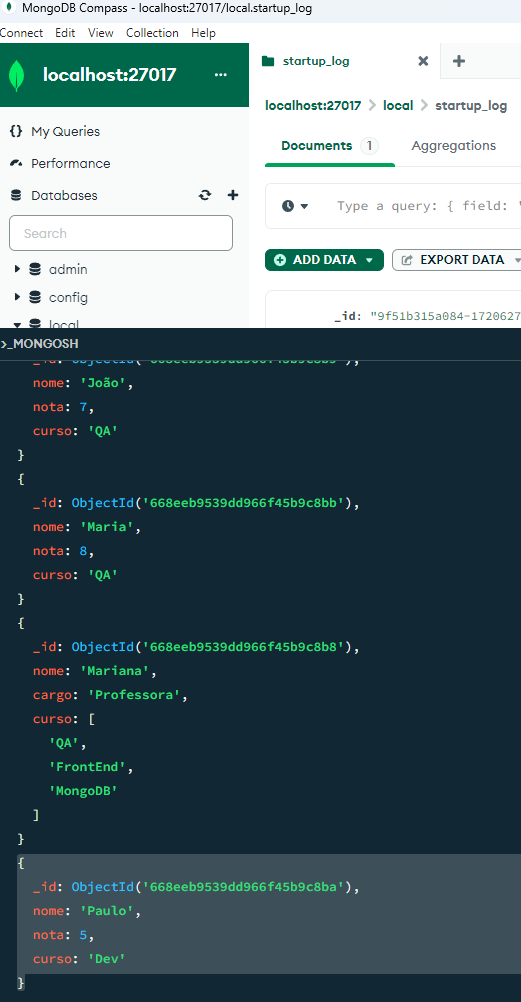 MongoDB Compass - localhost:27017/local.startup_log
Connect Edit View Collection Help
localhost:27017 ...
{} My Queries
Performance
Databases
Search
admin
config
local
startup_log
localhost:27017 > local > startup_log
Documents 1 Aggregations
Type a query: { field: '
ADD DATA EXPORT DATA
_id: "9f51b315a084-1720627
>_MONGOSH
nome: 'João',
nota: 7,
curso: 'QA'
}
{
_id: ObjectId('668eeb9539dd966f45b9c8bb'),
nome: 'Maria',
nota: 8,
curso: 'QA'
}
{
_id: ObjectId('668eeb9539dd966f45b9c8b8'),
nome: 'Mariana',
cargo: 'Professora',
curso: [
'QA',
'FrontEnd',
'MongoDB'
]
}
{
_id: ObjectId('668eeb9539dd966f45b9c8ba'),
nome: 'Paulo',
nota: 5,
curso: 'Dev'
}